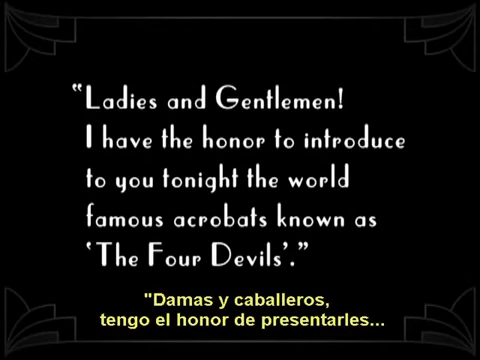 “Ladies and Gentlemen!
I have the honor to introduce
to you tonight the world
famous acrobats known as
‘The Four Devils’.”
"Damas y caballeros,
tengo el honor de presentarles...